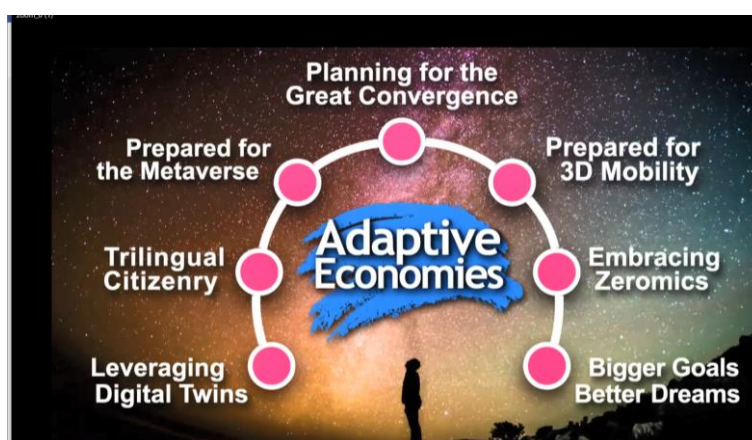 Planning for the
Great Convergence
Prepared for
the Metaverse
Prepared for
3D Mobility
Adaptive
Economies
Trilingual
Citizenry
Embracing
Zeromics
Leveraging
Digital Twins
Bigger Goals
Better Dreams